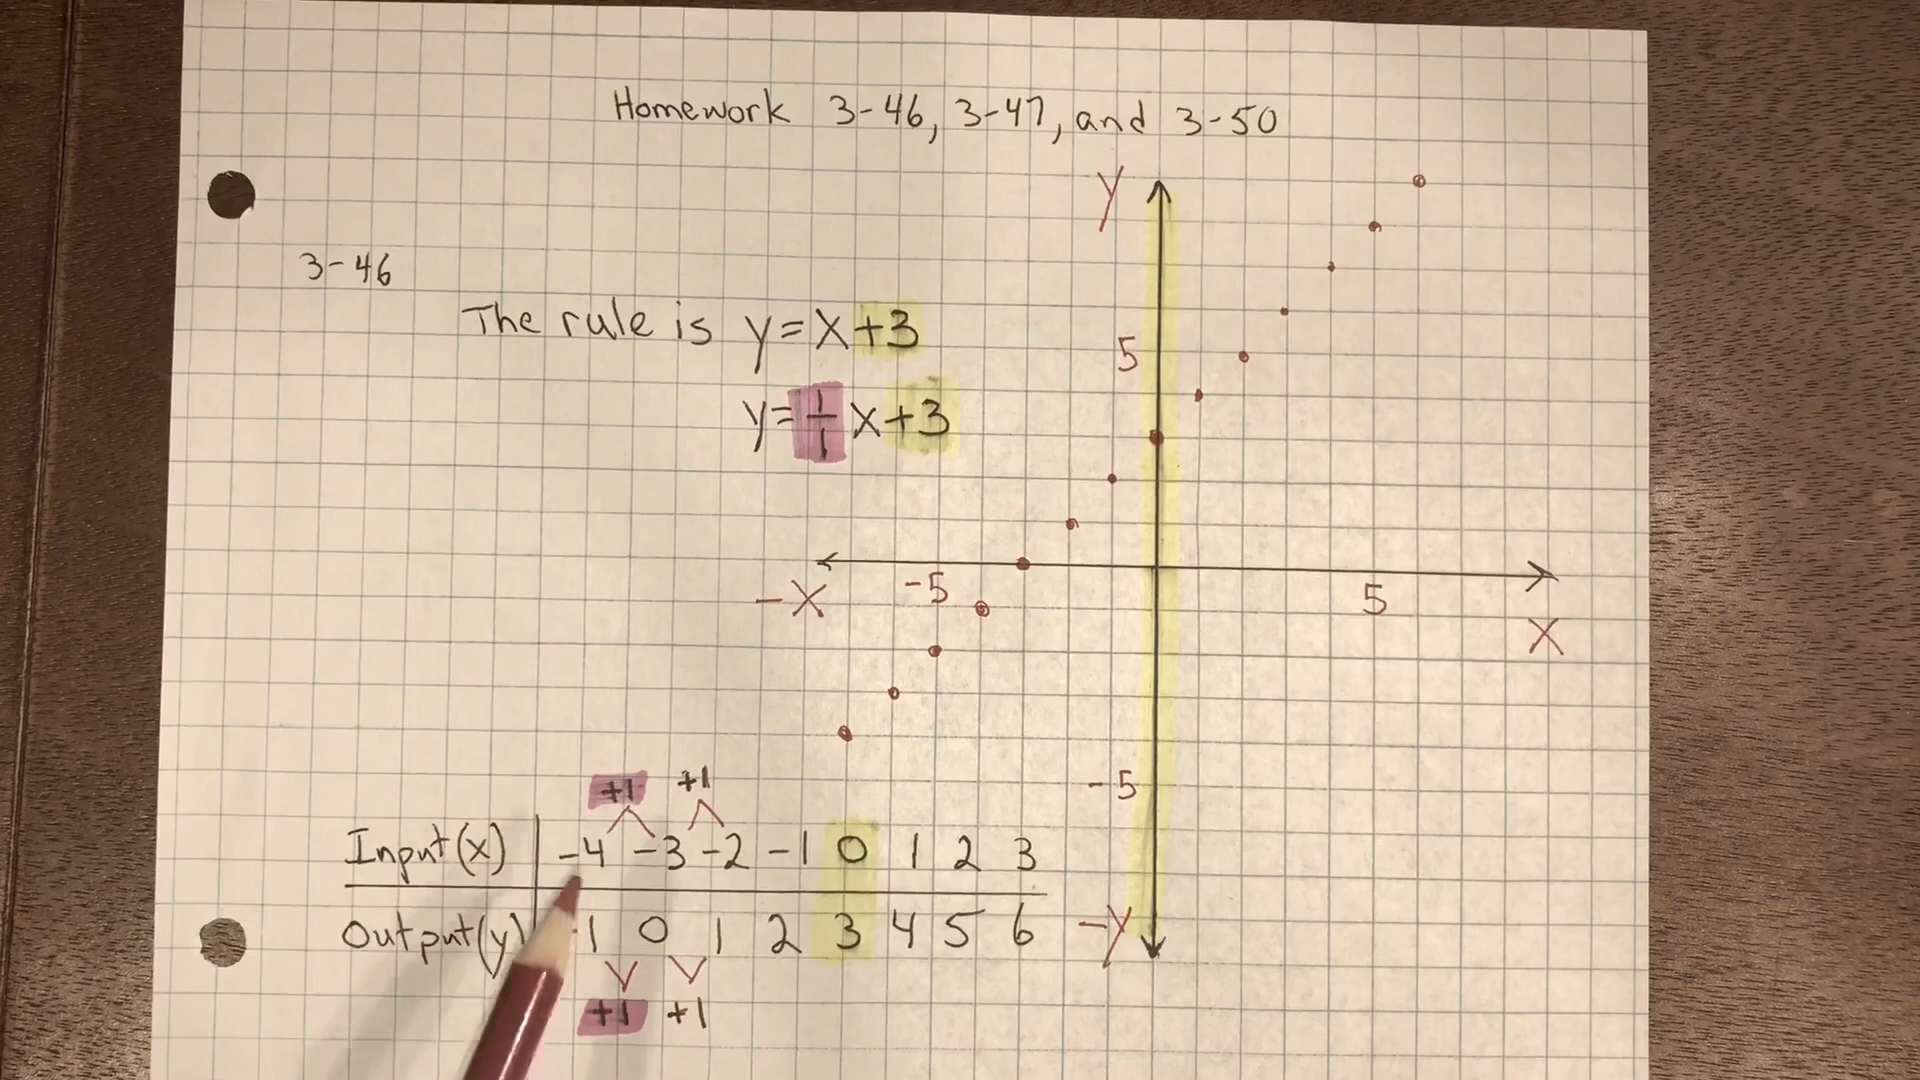 Homework 3-46, 3-47, and 3-50
y
3-46
The rule is y=x+3
5
y=1/1x+3
-5
-x
5
x
-5
+1 +1
Input(x) -4 -3 -2 -1 0 1 2 3
Output(y) -1 0 1 2 3 4 5 6
-y
+1 +1